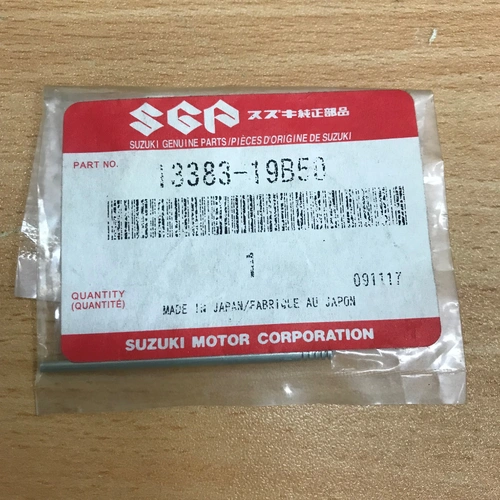 SGP スズキ純正部品
SUZUKI GENUINE PARTS/PIÈCES D'ORIGINE DE SUZUKI
PART NO. 13383-19B50
1
091117
QUANTITY
(QUANTITÉ)
MADE IN JAPAN/FABRIQUE AU JAPON
SUZUKI MOTOR CORPORATION